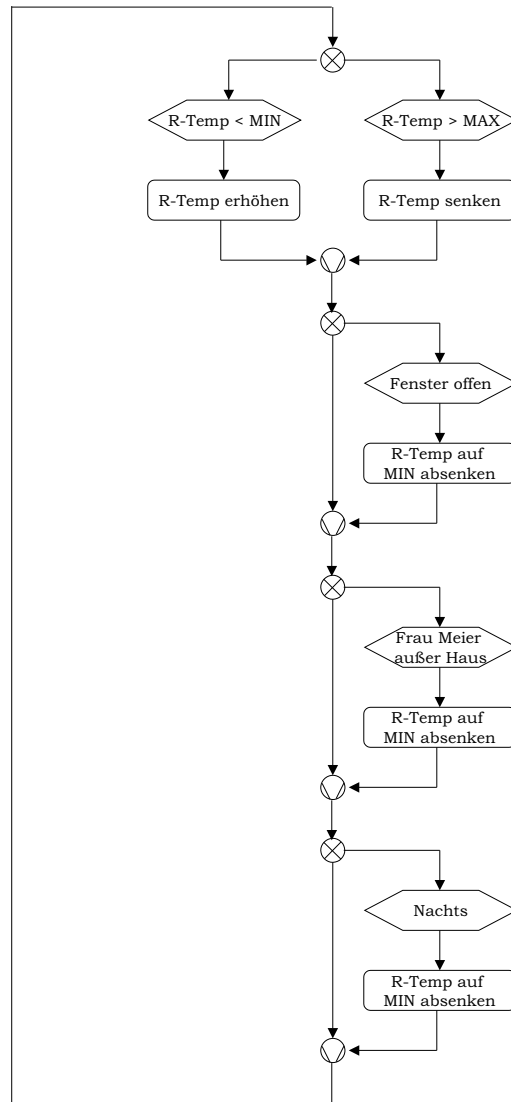 R-Temp < MIN
R-Temp > MAX
R-Temp erhöhen
R-Temp senken
Fenster offen
R-Temp auf
MIN absenken
Frau Meier
außer Haus
R-Temp auf
MIN absenken
Nachts
R-Temp auf
MIN absenken